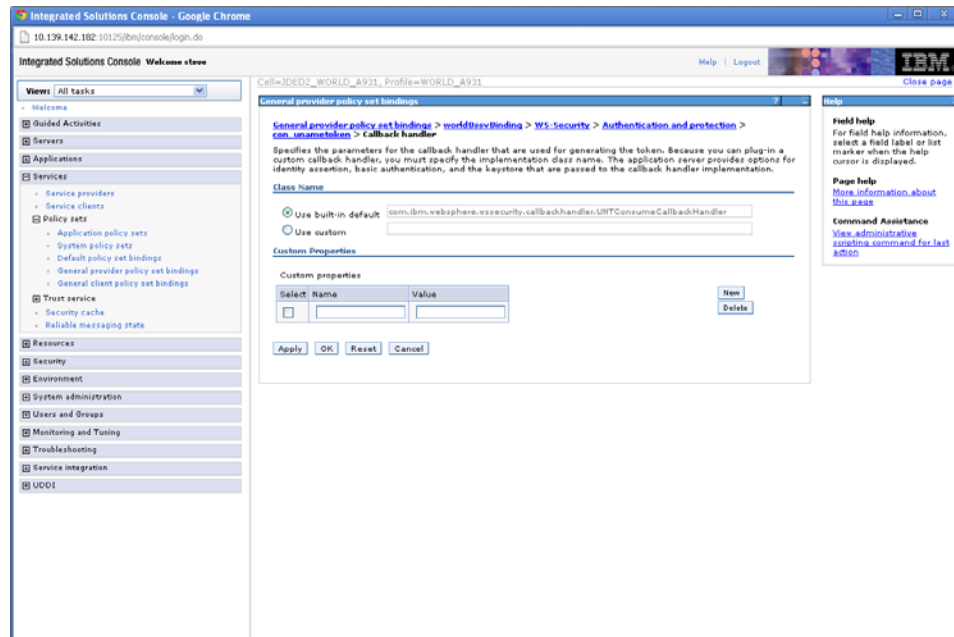 Integrated Solutions Console - Google Chrome
10.139.142.182:10125/ibm/console/login.do
Integrated Solutions Console Welcome steve
Help | Logout
IBM
Cell=JDED2_WORLD_A931, Profile=WORLD_A931
Close page
View: All tasks
Welcome
Guided Activities
Servers
Applications
Services
Service providers
Service clients
Policy sets
Application policy sets
System policy sets
Default policy set bindings
General provider policy set bindings
General client policy set bindings
Trust service
Security cache
Reliable messaging state
Resources
Security
Environment
System administration
Users and Groups
Monitoring and Tuning
Troubleshooting
Service integration
UDDI
General provider policy set bindings ? -
General provider policy set bindings > worldBssvBinding > WS-Security > Authentication and protection >
con_unametoken > Callback handler
Specifies the parameters for the callback handler that are used for generating the token. Because you can plug-in a
custom callback handler, you must specify the implementation class name. The application server provides options for
identity assertion, basic authentication, and the keystore that are passed to the callback handler implementation.
Class Name
Use built-in default com.ibm.websphere.wssecurity.callbackhandler.UNTConsumeCallbackHandler
Use custom
Custom Properties
Custom properties
Select Name Value
New
Delete
Apply OK Reset Cancel
Help
Field help
For field help information,
select a field label or list
marker when the help
cursor is displayed.
Page help
More information about
this page
Command Assistance
View administrative
scripting command for last
action